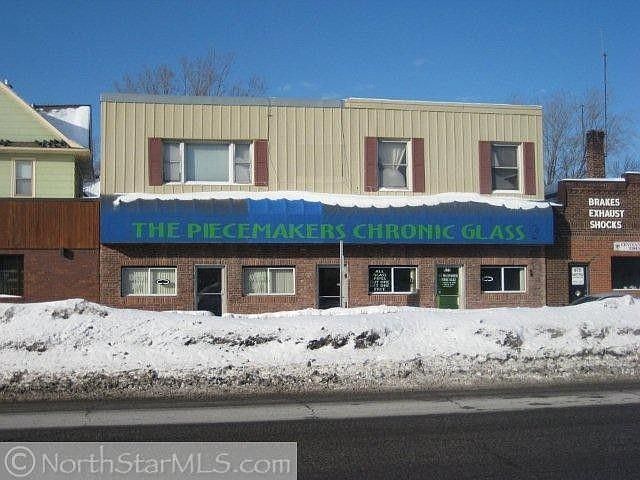 THE PIECEMAKERS CHRONIC GLASS
BRAKES
EXHAUST
SHOCKS
© NorthStarMLS.com